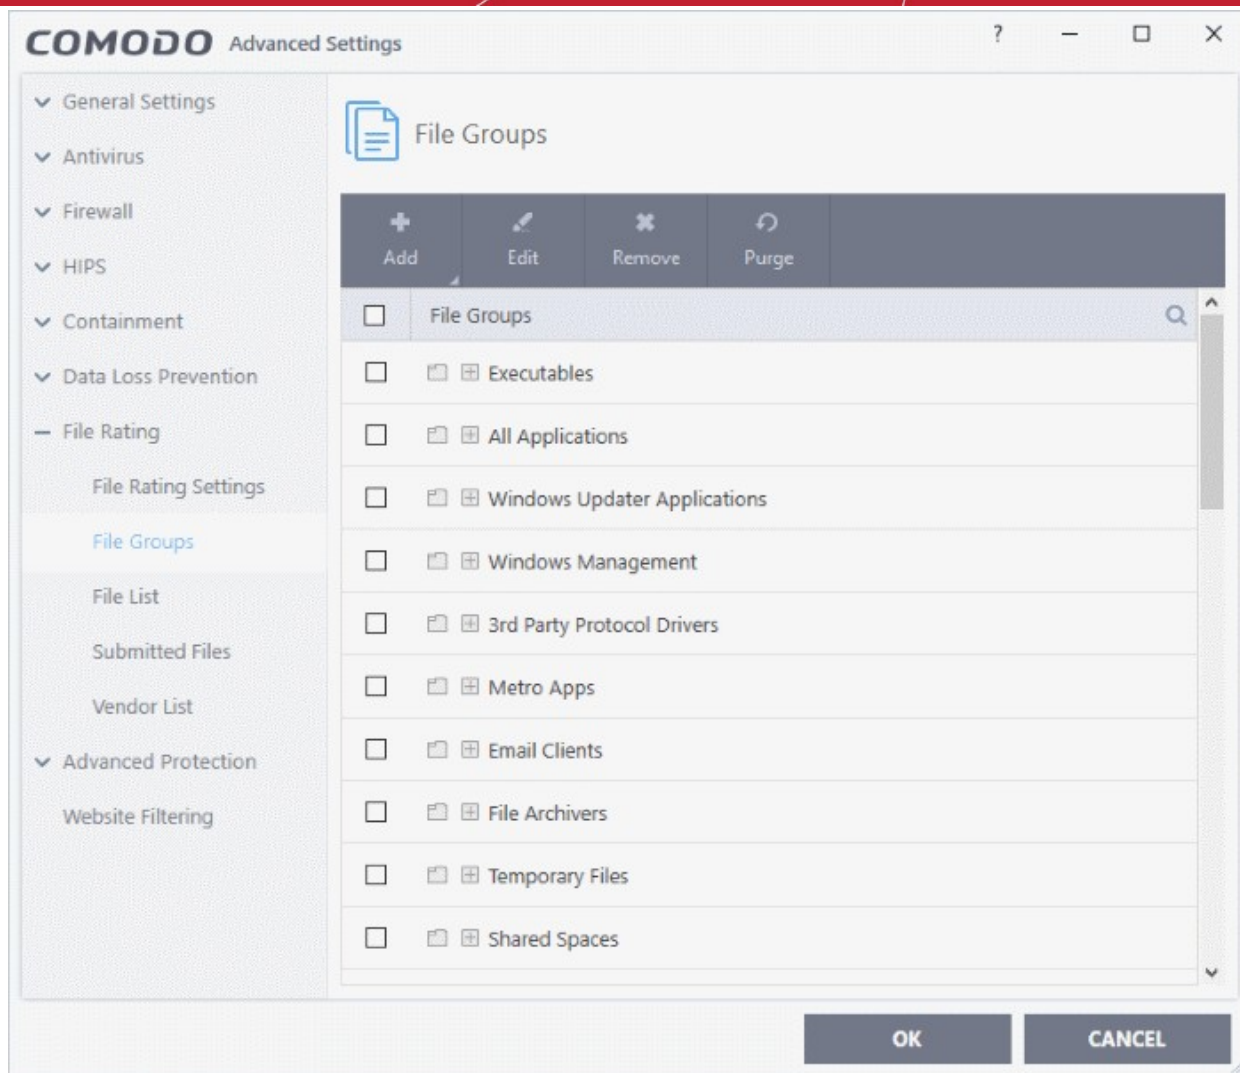 COMODO Advanced Settings ?
General Settings
Antivirus
Firewall
HIPS
Containment
Data Loss Prevention
File Rating
File Rating Settings
File Groups
File List
Submitted Files
Vendor List
Advanced Protection
Website Filtering
File Groups
Add Edit Remove Purge
File Groups
Executables
All Applications
Windows Updater Applications
Windows Management
3rd Party Protocol Drivers
Metro Apps
Email Clients
File Archivers
Temporary Files
Shared Spaces
OK CANCEL